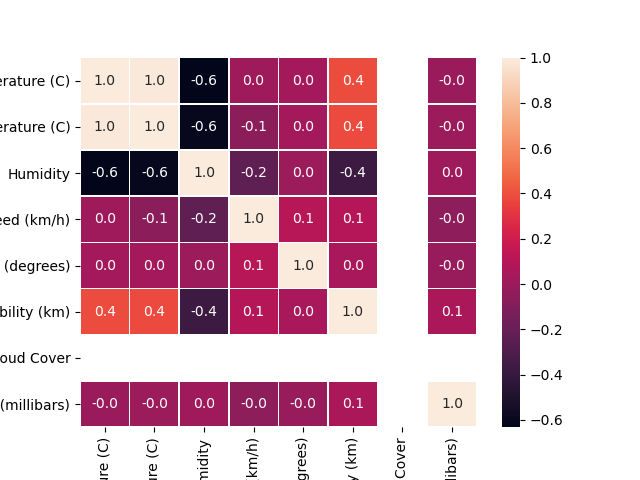 erature (C) 1.0 1.0 -0.6 0.0 0.0 0.4 -0.0
erature (C) 1.0 1.0 -0.6 -0.1 0.0 0.4 -0.0
Humidity -0.6 -0.6 1.0 -0.2 0.0 -0.4 0.0
eed (km/h) 0.0 -0.1 -0.2 1.0 0.1 0.1 -0.0
(degrees) 0.0 0.0 0.0 0.1 1.0 0.0 -0.0
bility (km) 0.4 0.4 -0.4 0.1 0.0 1.0 0.1
oud Cover
(millibars) -0.0 -0.0 0.0 -0.0 -0.0 0.1 1.0
ure (C)
ure (C)
midity
km/h)
grees)
y (km)
Cover
libars)
1.0
0.8
0.6
0.4
0.2
0.0
−0.2
−0.4
−0.6